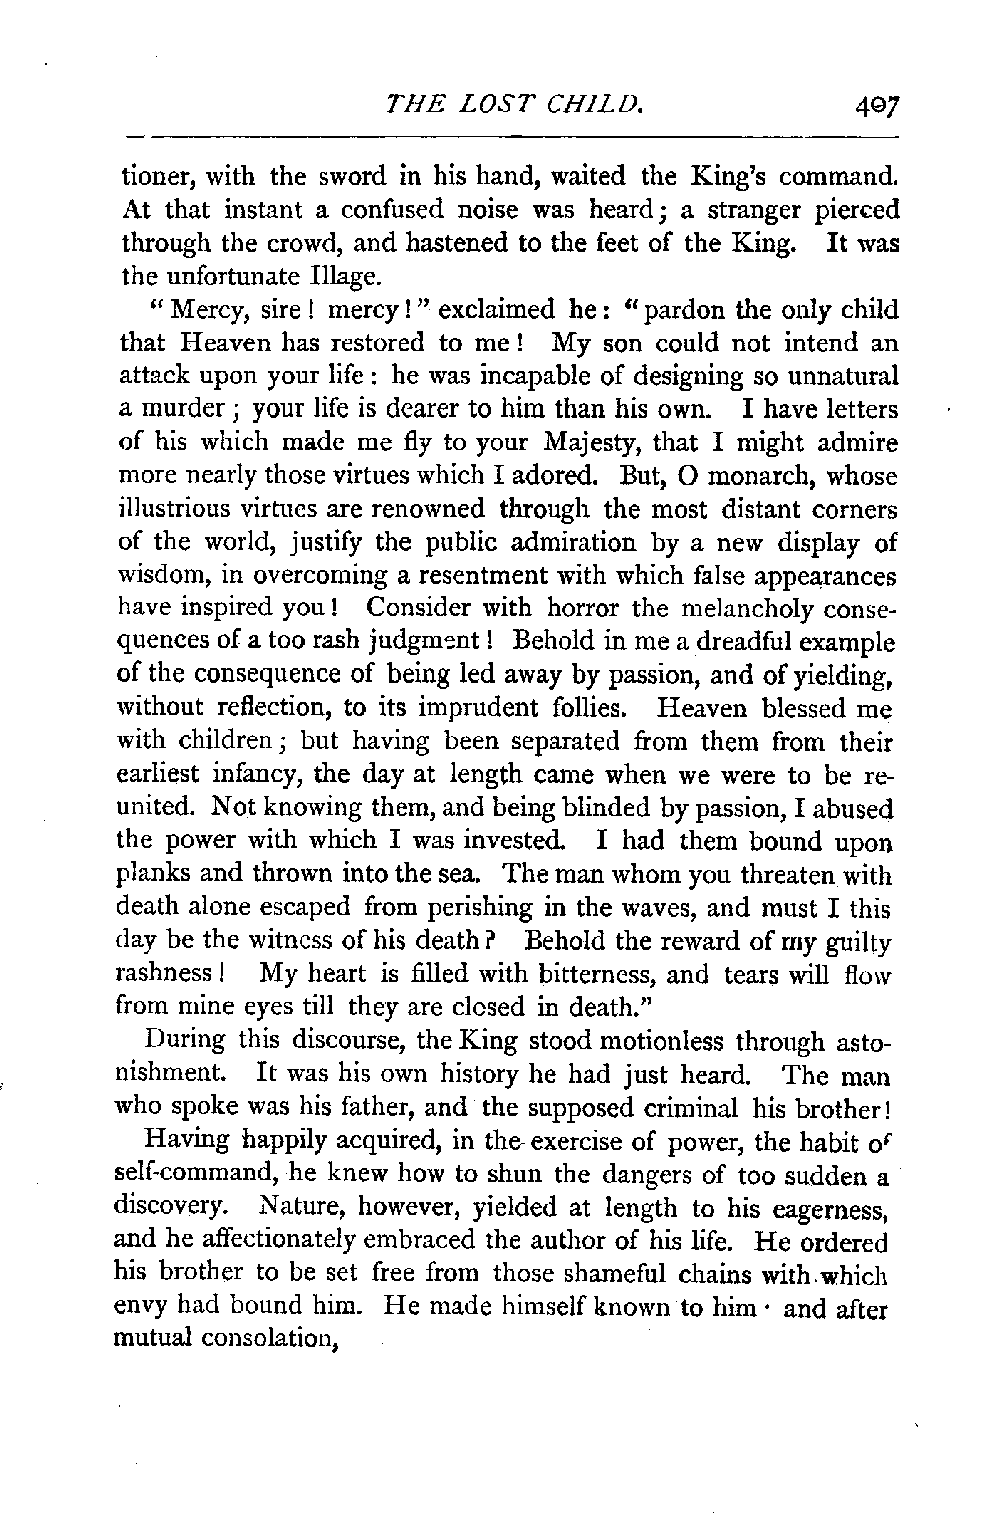 THE LOST CHILD. 407
tioner, with the sword in his hand, waited the King's command.
At that instant a confused noise was heard; a stranger pierced
through the crowd, and hastened to the feet of the King. It was
the unfortunate Illage.
"Mercy, sire! mercy!" exclaimed he: "pardon the only child
that Heaven has restored to me! My son could not intend an
attack upon your life: he was incapable of designing so unnatural
a murder; your life is dearer to him than his own. I have letters
of his which made me fly to your Majesty, that I might admire
more nearly those virtues which I adored. But, O monarch, whose
illustrious virtues are renowned through the most distant corners
of the world, justify the public admiration by a new display of
wisdom, in overcoming a resentment with which false appearances
have inspired you! Consider with horror the melancholy conse-
quences of a too rash judgment! Behold in me a dreadful example
of the consequence of being led away by passion, and of yielding,
without reflection, to its imprudent follies. Heaven blessed me
with children; but having been separated from them from their
earliest infancy, the day at length came when we were to be re-
united. Not knowing them, and being blinded by passion, I abused
the power with which I was invested. I had them bound upon
planks and thrown into the sea. The man whom you threaten with
death alone escaped from perishing in the waves, and must I this
day be the witness of his death? Behold the reward of my guilty
rashness! My heart is filled with bitterness, and tears will flow
from mine eyes till they are closed in death."
During this discourse, the King stood motionless through asto-
nishment. It was his own history he had just heard. The man
who spoke was his father, and the supposed criminal his brother!
Having happily acquired, in the exercise of power, the habit of
self-command, he knew how to shun the dangers of too sudden a
discovery. Nature, however, yielded at length to his eagerness,
and he affectionately embraced the author of his life. He ordered
his brother to be set free from those shameful chains with which
envy had bound him. He made himself known to him· and after
mutual consolation,